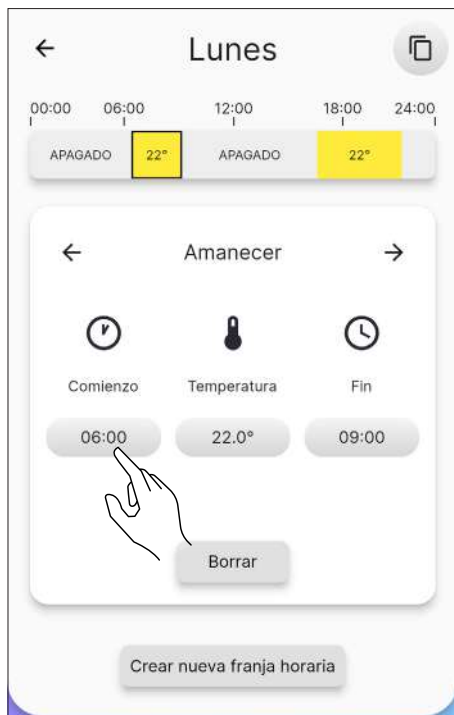 Lunes
00:00 06:00 12:00 18:00 24:00
APAGADO 22° APAGADO 22°
Amanecer
Comienzo Temperatura Fin
06:00 22.0° 09:00
Borrar
Crear nueva franja horaria